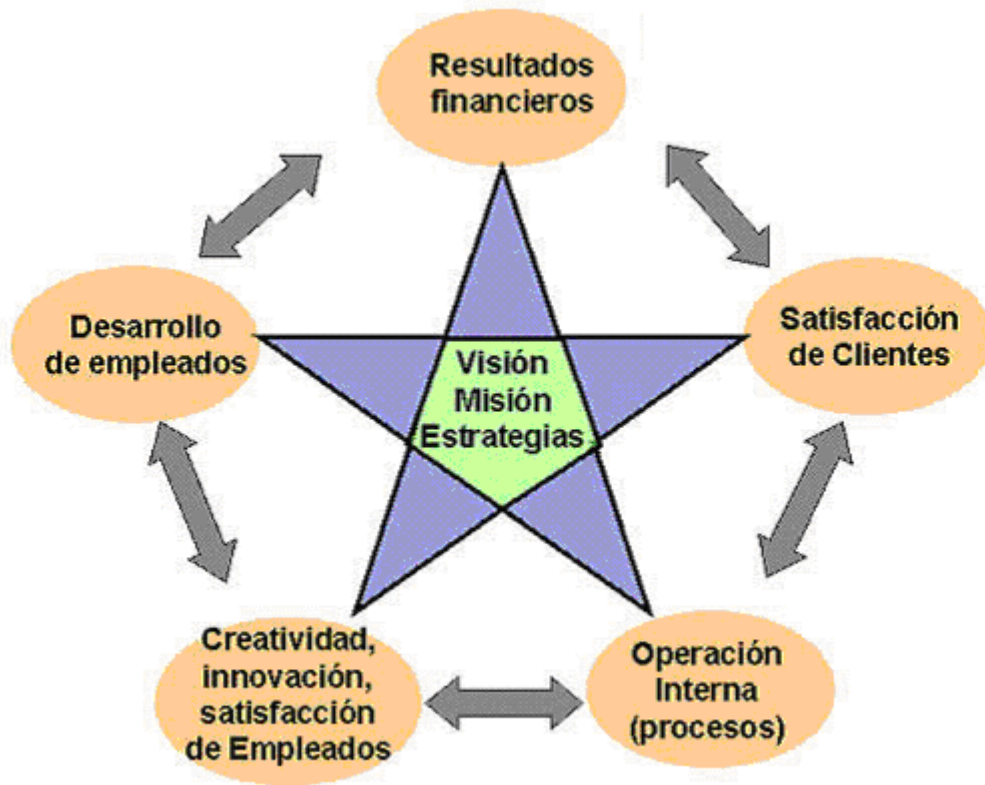 Resultados
financieros
Desarrollo
de empleados
Satisfacción
de Clientes
Visión
Misión
Estrategias
Creatividad,
innovación,
satisfacción
de Empleados
Operación
Interna
(procesos)